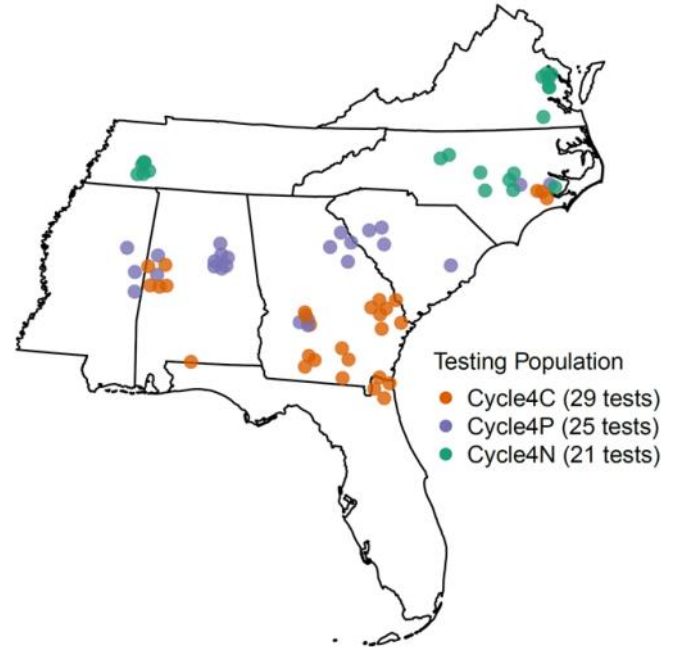 Testing Population
Cycle4C (29 tests)
Cycle4P (25 tests)
Cycle4N (21 tests)